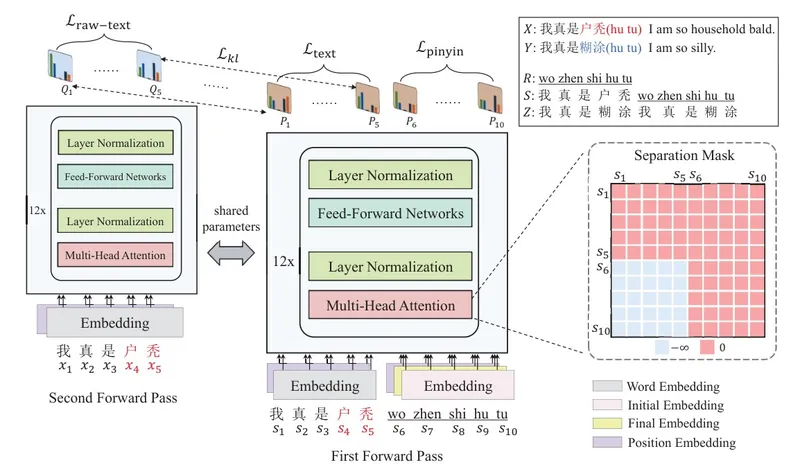 ℒraw−text
ℒkl
ℒtext
ℒpinyin
Q1
......
Q5
......
P1
......
P5
P6
......
P10
X: 我真是户秃(hu tu) I am so household bald.
Y: 我真是糊涂(hu tu) I am so silly.
R: wo zhen shi hu tu
S: 我 真 是 户 秃 wo zhen shi hu tu
Z: 我 真 是 糊 涂 我 真 是 糊 涂
Layer Normalization
Feed-Forward Networks
12x
Layer Normalization
Multi-Head Attention
Embedding
我 真 是 户 秃
x1 x2 x3 x4 x5
Second Forward Pass
shared
parameters
Layer Normalization
Feed-Forward Networks
12x
Layer Normalization
Multi-Head Attention
Embedding
Embedding
我 真 是 户 秃 wo zhen shi hu tu
s1 s2 s3 s4 s5 s6 s7 s8 s9 s10
First Forward Pass
Separation Mask
s1 s5 s6 s10
s1
s5
s6
s10
−∞ 0
Word Embedding
Initial Embedding
Final Embedding
Position Embedding